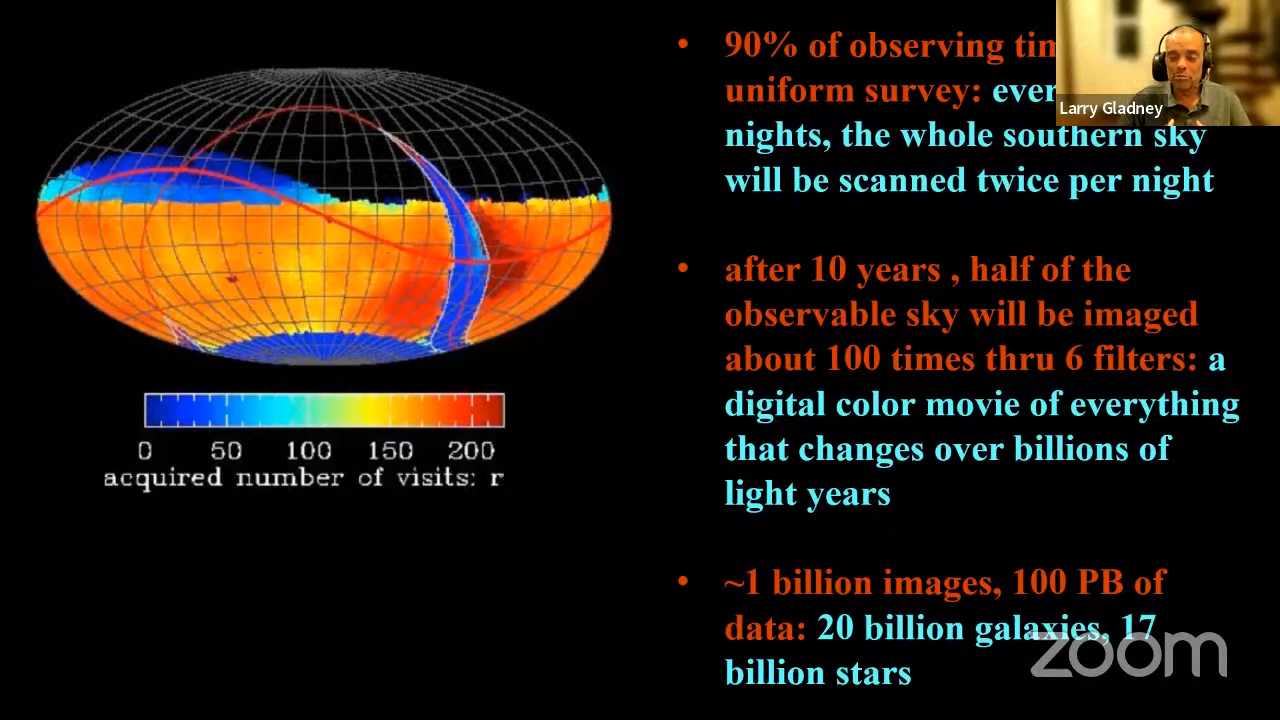 • 90% of observing
uniform survey:
nights, the whole southern sky
will be scanned twice per night
• after 10 years , half of the
observable sky will be imaged
about 100 times thru 6 filters: a
digital color movie of everything
that changes over billions of
light years
• ~1 billion images, 100 PB of
data: 20 billion galaxies, 17
billion stars
Larry Gladney
0 50 100 150 200
acquired number of visits: r
zoom